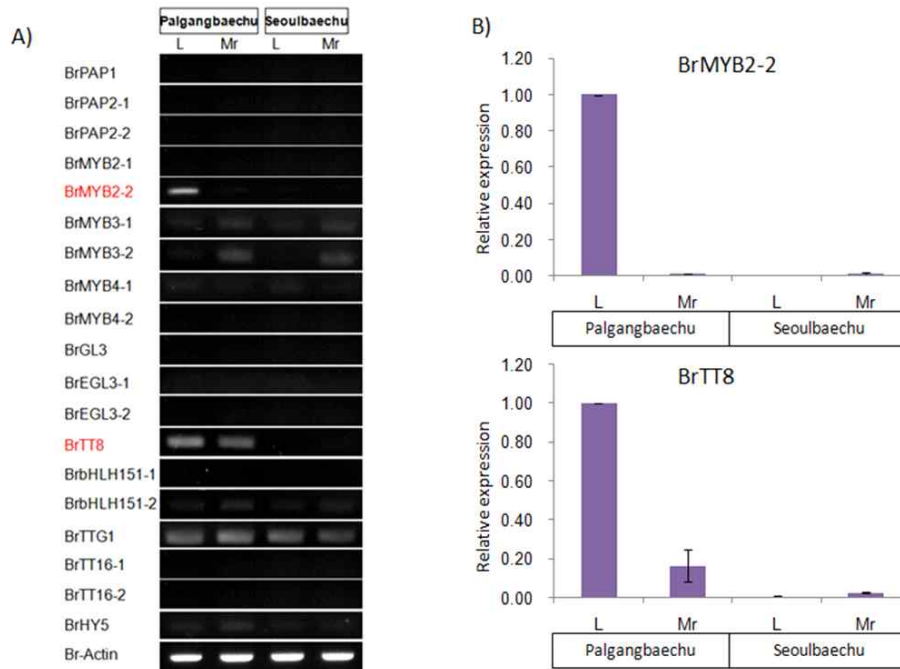 A)
Palgangbaechu Seoulbaechu
L Mr L Mr
BrPAP1
BrPAP2-1
BrPAP2-2
BrMYB2-1
BrMYB2-2
BrMYB3-1
BrMYB3-2
BrMYB4-1
BrMYB4-2
BrGL3
BrEGL3-1
BrEGL3-2
BrTT8
BrbHLH151-1
BrbHLH151-2
BrTTG1
BrTT16-1
BrTT16-2
BrHY5
Br-Actin
B)
BrMYB2-2
Relative expression
1.20
1.00
0.80
0.60
0.40
1.20
0.00
L Mr L Mr
Palgangbaechu Seoulbaechu
BrTT8
Relative expression
1.20
1.00
0.80
0.60
0.40
0.20
0.00
L Mr L Mr
Palgangbaechu Seoulbaechu